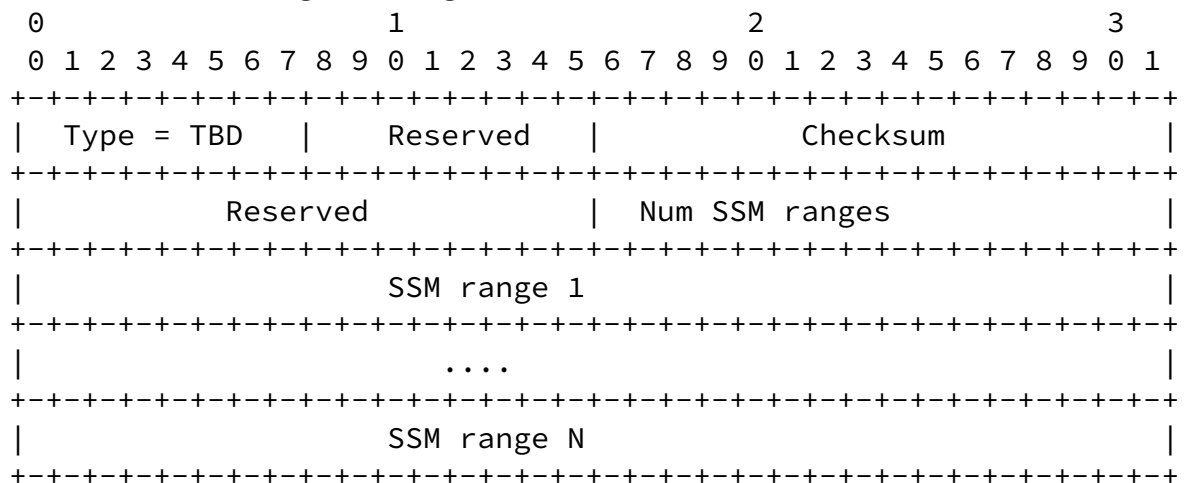 0                   1                   2                   3
 0 1 2 3 4 5 6 7 8 9 0 1 2 3 4 5 6 7 8 9 0 1 2 3 4 5 6 7 8 9 0 1
+-+-+-+-+-+-+-+-+-+-+-+-+-+-+-+-+-+-+-+-+-+-+-+-+-+-+-+-+-+-+-+-+
|  Type = TBD   |    Reserved   |           Checksum            |
+-+-+-+-+-+-+-+-+-+-+-+-+-+-+-+-+-+-+-+-+-+-+-+-+-+-+-+-+-+-+-+-+
|           Reserved            |  Num SSM ranges               |
+-+-+-+-+-+-+-+-+-+-+-+-+-+-+-+-+-+-+-+-+-+-+-+-+-+-+-+-+-+-+-+-+
|                    SSM range 1                                |
+-+-+-+-+-+-+-+-+-+-+-+-+-+-+-+-+-+-+-+-+-+-+-+-+-+-+-+-+-+-+-+-+
|                       ....                                    |
+-+-+-+-+-+-+-+-+-+-+-+-+-+-+-+-+-+-+-+-+-+-+-+-+-+-+-+-+-+-+-+-+
|                    SSM range N                                |
+-+-+-+-+-+-+-+-+-+-+-+-+-+-+-+-+-+-+-+-+-+-+-+-+-+-+-+-+-+-+-+-+